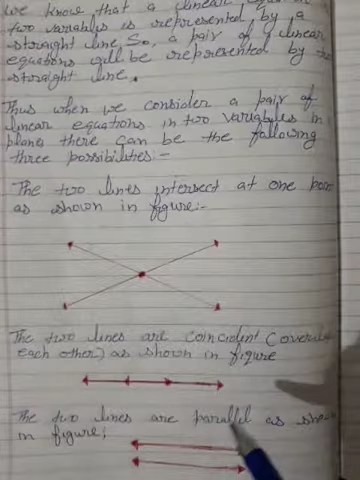 we know that a linear
two variables is represented by a
straight line. So, a pair of linear
equations will be represented by
straight line.
Thus when we consider a pair of
linear equations in two variables in
plane there can be the following
three possibilities:-
The two lines intersect at one
as shown in figure:-
The two lines are coincident (
each other) as shown in figure
The two lines are parallel as
in figure;